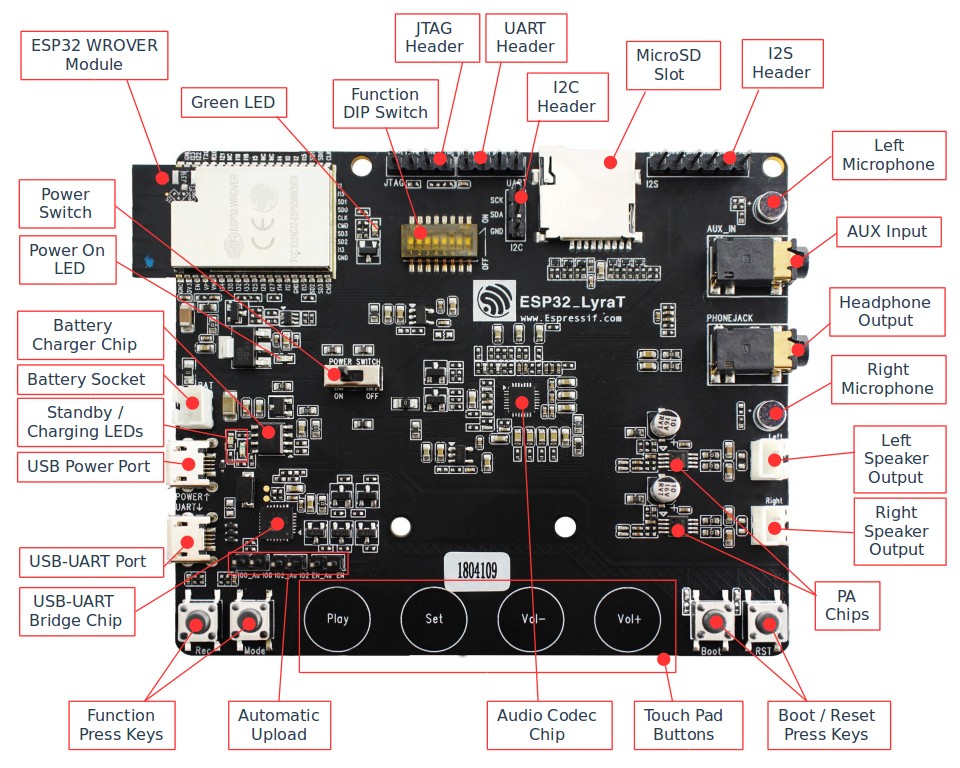 JTAG
Header
UART
Header
ESP32 WROVER
Module
MicroSD
Slot
I2S
Header
Green LED
Function
DIP Switch
I2C
Header
Left
Microphone
JTAG
UART
I2S
SCK
SDA
GND
I2C
ON
OFF
Power
Switch
AUX_IN
AUX Input
ESP32-WROVER
CE
Power On
LED
ESP32_LyraT
www.Espressif.com
Headphone
Output
PHONEJACK
Battery
Charger Chip
POWER SWITCH
ON OFF
Right
Microphone
Battery Socket
BAT
Standby /
Charging LEDs
Left
Left
Speaker
Output
USB Power Port
POWER↑
UART↓
Right
Right
Speaker
Output
USB-UART Port
1804109
USB-UART
Bridge Chip
PA
Chips
Play
Set
Vol-
Vol+
Rec
Mode
Boot
RST
Function
Press Keys
Automatic
Upload
Audio Codec
Chip
Touch Pad
Buttons
Boot / Reset
Press Keys